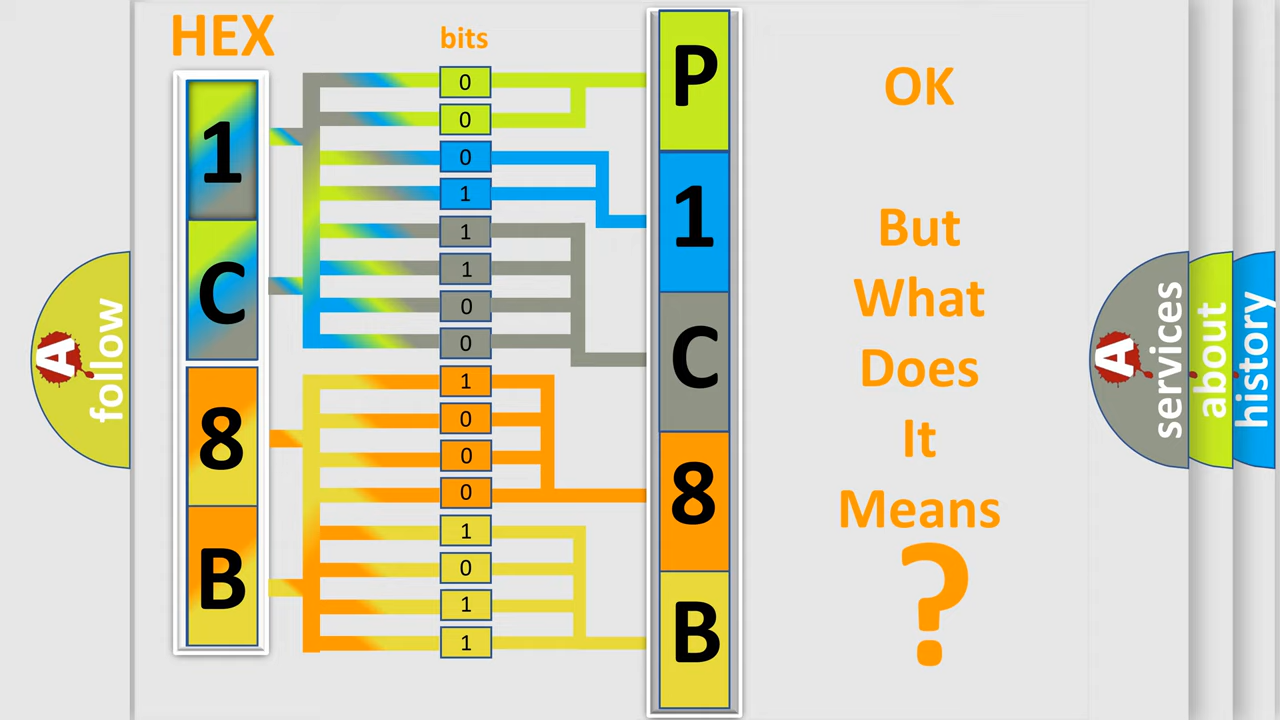 HEX
bits
1
C
8
B
0
0
0
1
1
1
0
0
1
0
0
0
1
0
1
1
P
1
C
8
B
OK
But
What
Does
It
Means
?
A
follow
A
services
about
history